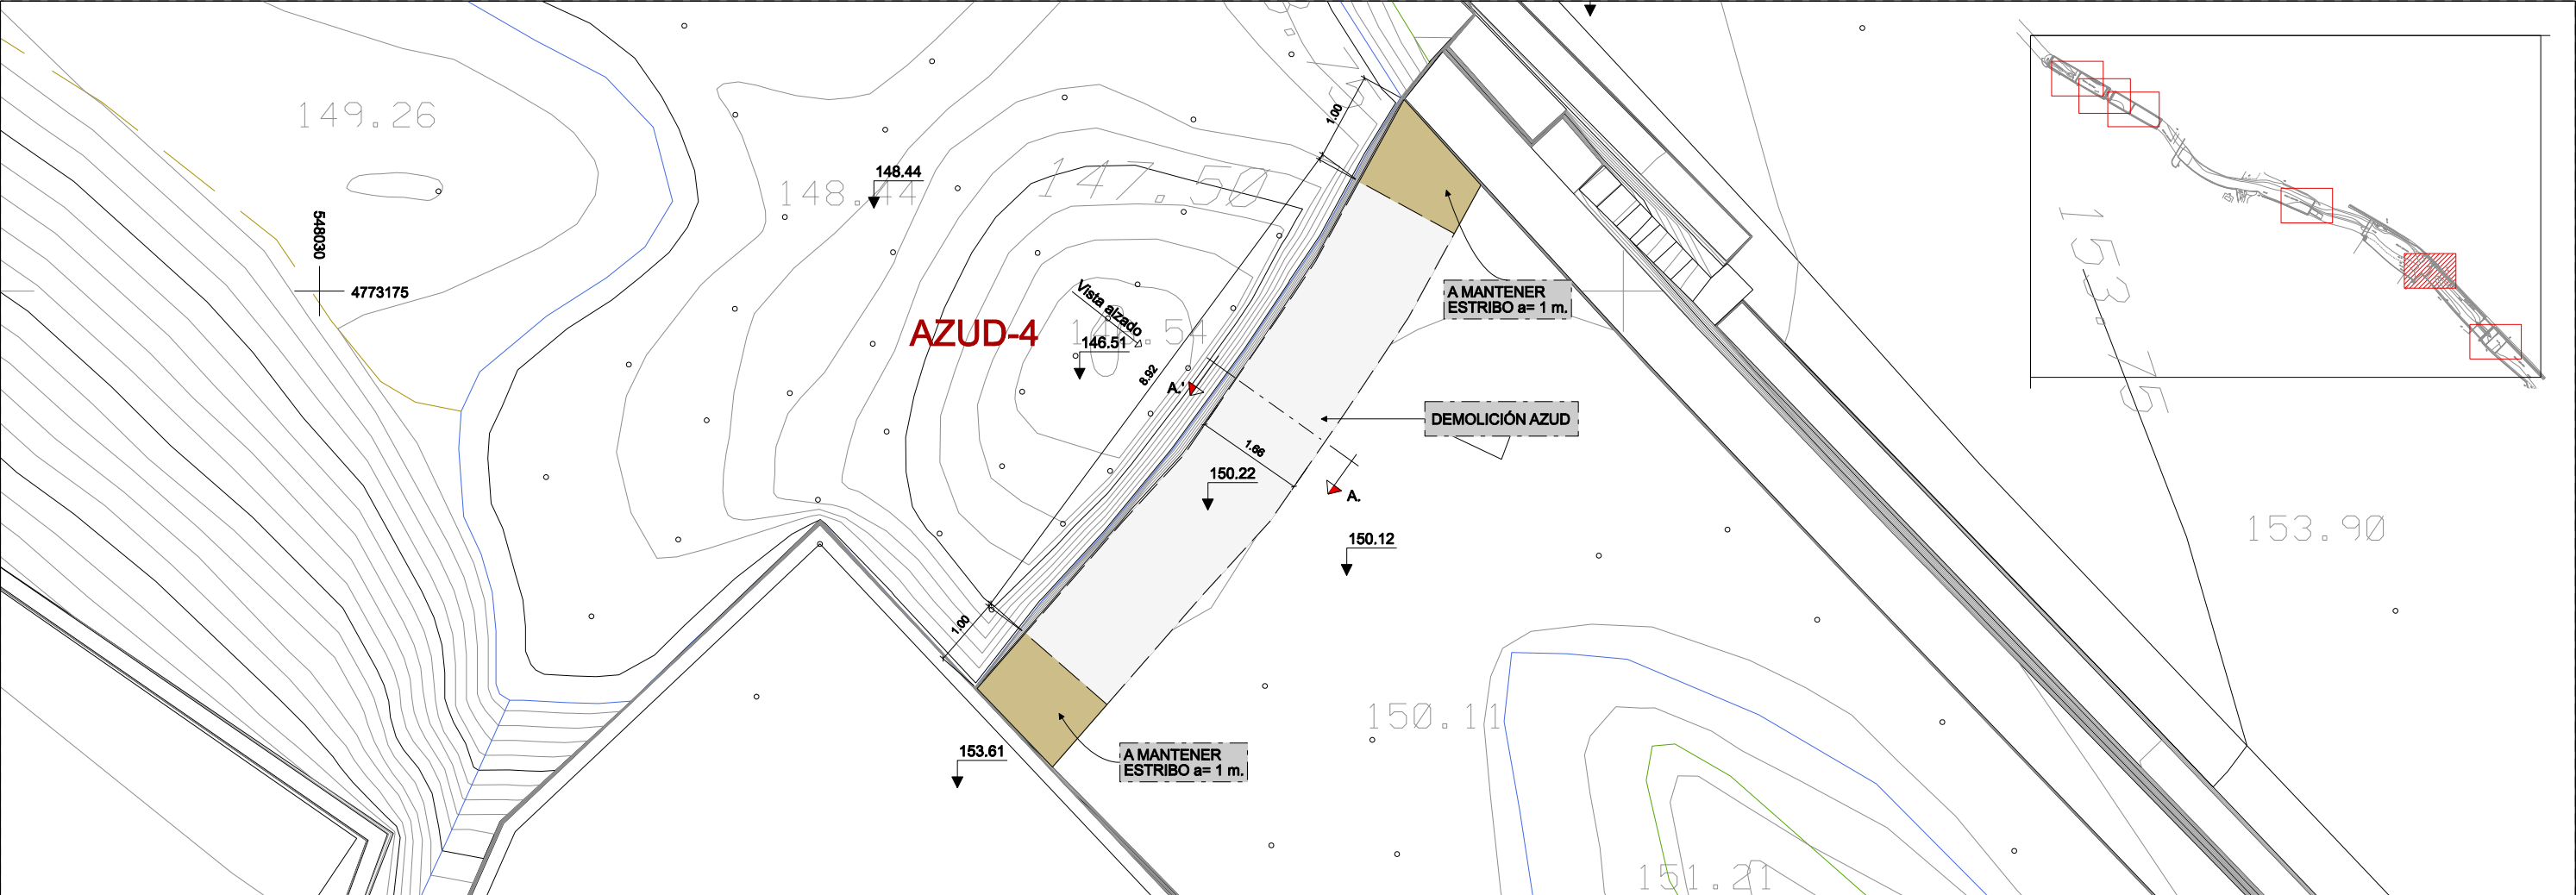 149.26
548030
4773175
148.44
148.44
147.50
1.00
AZUD-4
Vista alzado
146.51
8.92
A.'
A MANTENER
ESTRIBO a= 1 m.
DEMOLICIÓN AZUD
1.66
150.22
A.
150.12
1.00
153.61
A MANTENER
ESTRIBO a= 1 m.
150.11
151.21
153.76
153.90